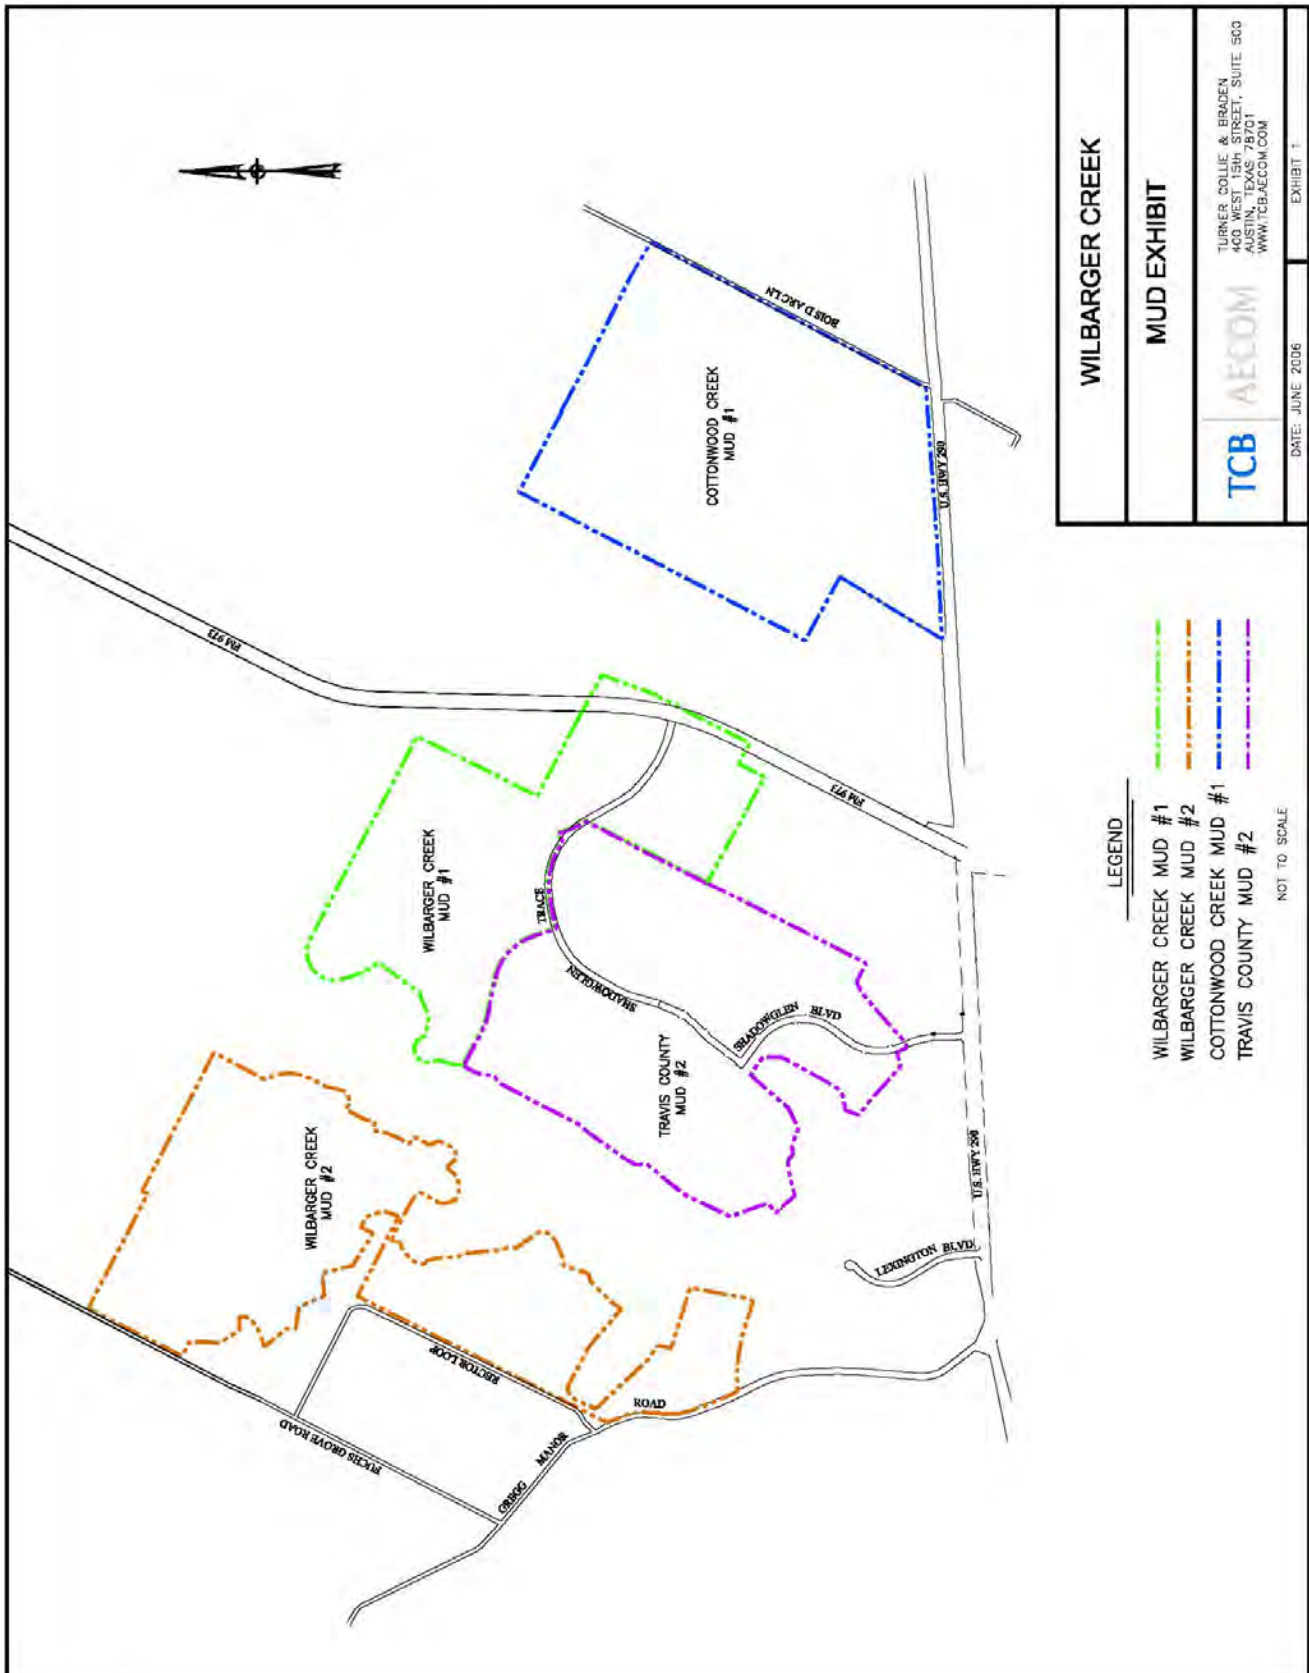 FM 973
BOIS D ARC LN
COTTONWOOD CREEK
MUD #1
U.S. HWY 290
WILBARGER CREEK
MUD #1
TRACE
SHADOWGLEN
FM 973
WILBARGER CREEK
MUD #2
TRAVIS COUNTY
MUD #2
SHADOWGLEN BLVD
U.S. HWY 290
LEXINGTON BLVD
RECTOR LOOP
FUCHS GROVE ROAD
GREGG MANOR ROAD
LEGEND
WILBARGER CREEK MUD #1
WILBARGER CREEK MUD #2
COTTONWOOD CREEK MUD #1
TRAVIS COUNTY MUD #2
NOT TO SCALE
WILBARGER CREEK
MUD EXHIBIT
TCB AECOM
TURNER COLLIE & BRADEN
400 WEST 15TH STREET, SUITE 500
AUSTIN, TEXAS 78701
WWW.TCB.AECOM.COM
DATE: JUNE 2006
EXHIBIT 1